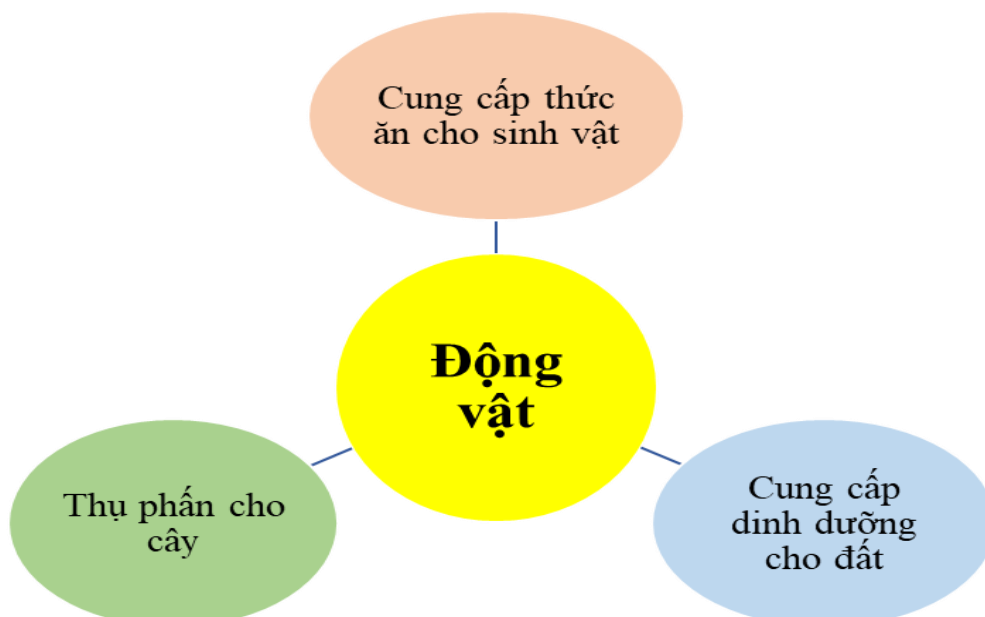 Cung cấp thức
ăn cho sinh vật
Động
vật
Thụ phấn cho
cây
Cung cấp
dinh dưỡng
cho đất